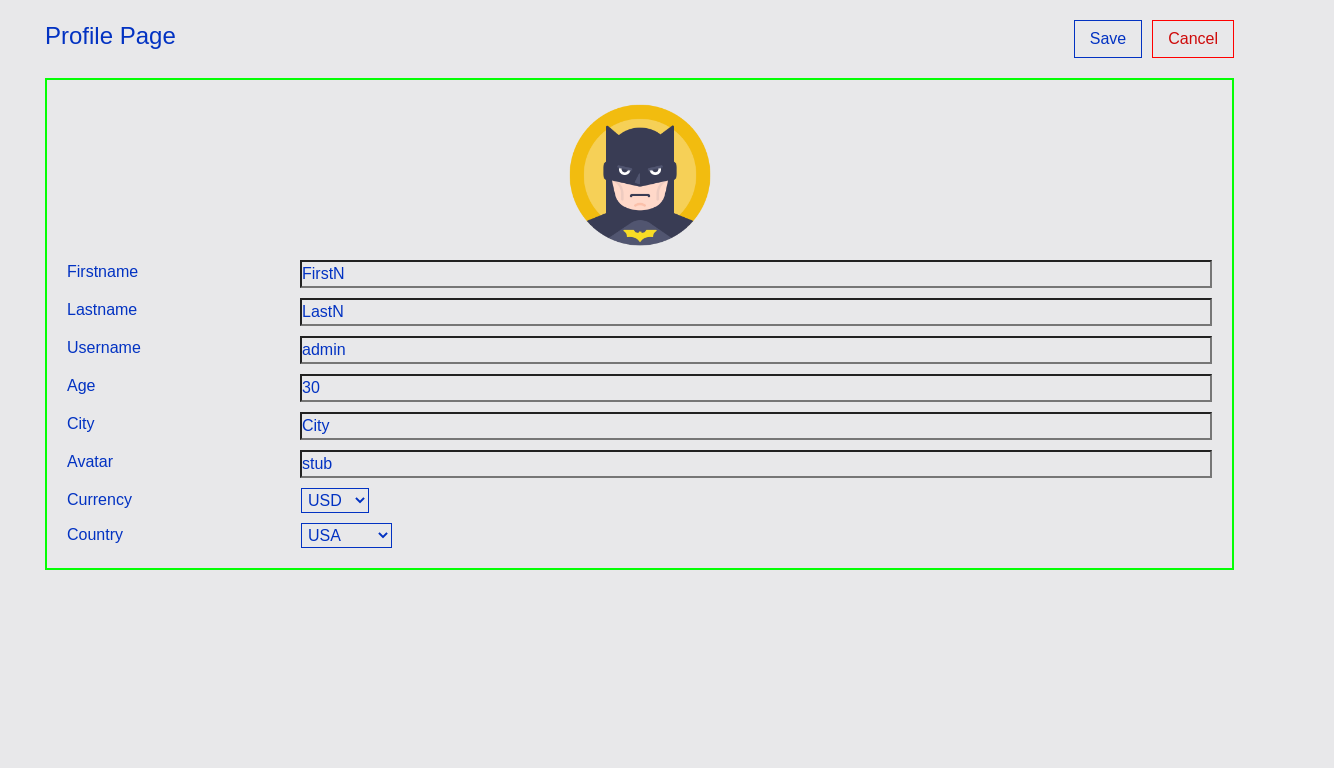 Profile Page
Save Cancel
Firstname FirstN
Lastname LastN
Username admin
Age 30
City City
Avatar stub
Currency USD
Country USA